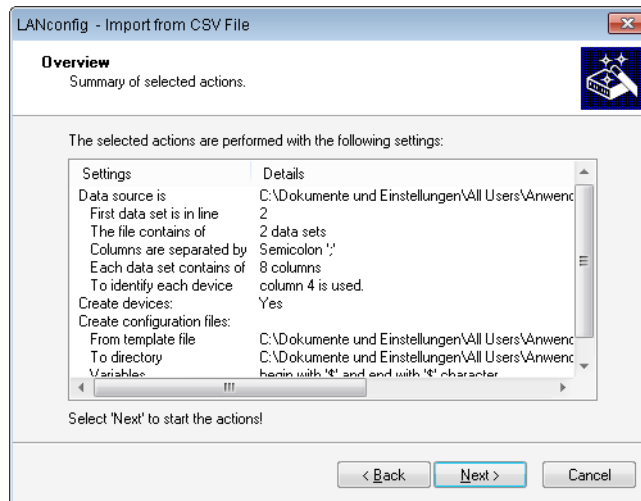 LANconfig - Import from CSV File
Overview
Summary of selected actions.
The selected actions are performed with the following settings:
Settings Details
Data source is C:\Dokumente und Einstellungen\All Users\Anwenc
First data set is in line 2
The file contains of 2 data sets
Columns are separated by Semicolon ';'
Each data set contains of 8 columns
To identify each device column 4 is used.
Create devices: Yes
Create configuration files:
From template file C:\Dokumente und Einstellungen\All Users\Anwenc
To directory C:\Dokumente und Einstellungen\All Users\Anwenc
Variables begin with '$' and end with '$' character
Select 'Next' to start the actions!
< Back Next > Cancel